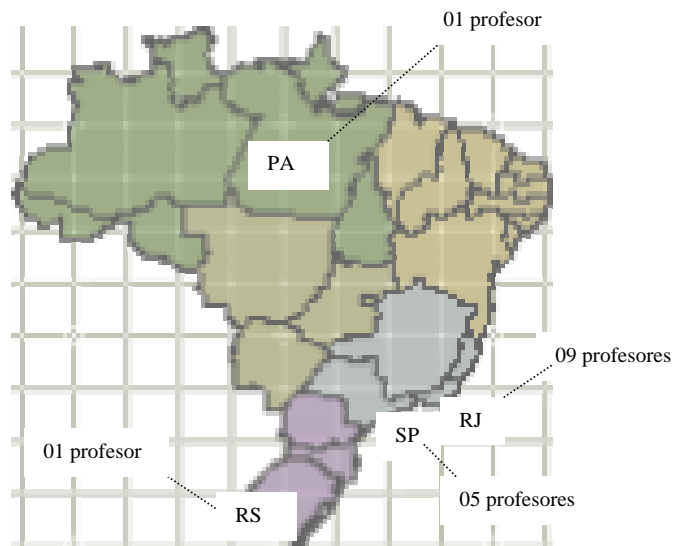 01 profesor
PA
09 profesores
RJ
SP
01 profesor
05 profesores
RS